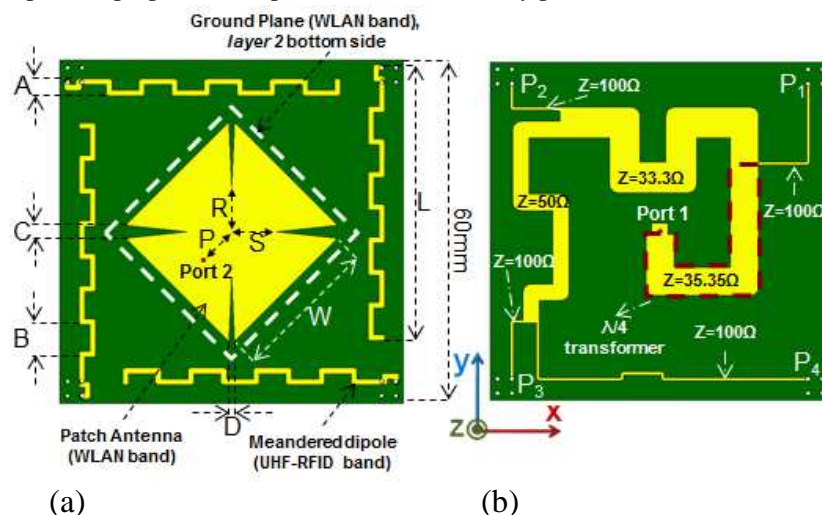 Ground Plane (WLAN band),
layer 2 bottom side
A
C
B
R
P
S
Port 2
W
L
60mm
D
Patch Antenna
(WLAN band)
Meandered dipole
(UHF-RFID band)
(a)
P2
Z=100Ω
P1
Z=33.3Ω
Z=50Ω
Port 1
Z=100Ω
Z=100Ω
Z=35.35Ω
λ/4
transformer
Z=100Ω
P3
P4
y
x
z
(b)